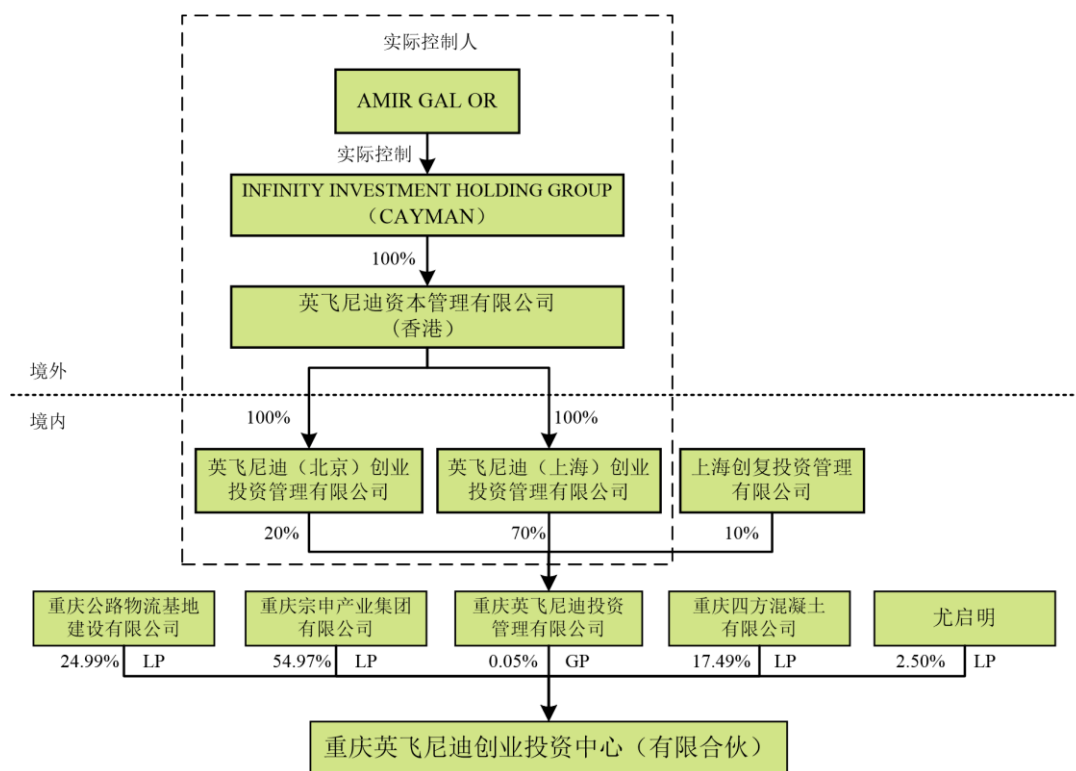 实际控制人
AMIR GAL OR
实际控制
INFINITY INVESTMENT HOLDING GROUP
（CAYMAN）
100%
英飞尼迪资本管理有限公司
(香港）
境外
境内
100%
100%
英飞尼迪（北京）创业
投资管理有限公司
英飞尼迪（上海）创业
投资管理有限公司
上海创复投资管理
有限公司
20%
70%
10%
重庆公路物流基地
建设有限公司
重庆宗申产业集团
有限公司
重庆英飞尼迪投资
管理有限公司
重庆四方混凝土
有限公司
尤启明
24.99% LP
54.97% LP
0.05% GP
17.49% LP
2.50% LP
重庆英飞尼迪创业投资中心（有限合伙）